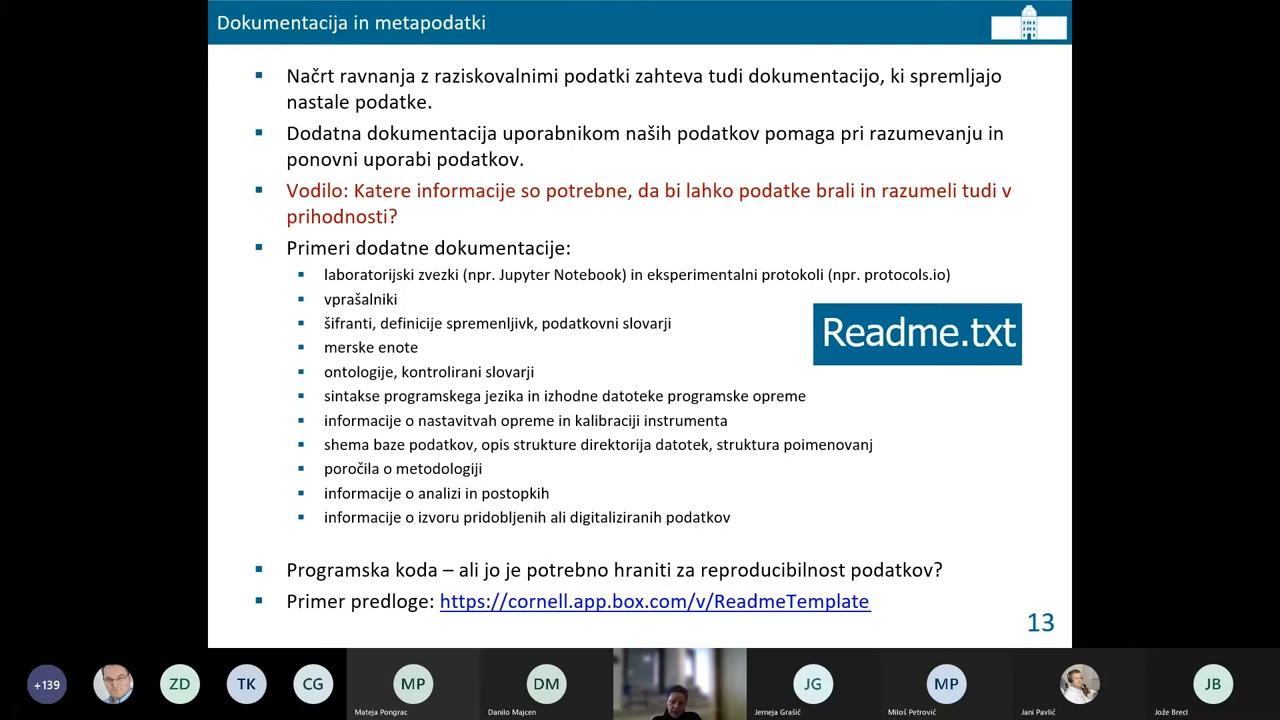 Dokumentacija in metapodatki
Načrt ravnanja z raziskovalnimi podatki zahteva tudi dokumentacijo, ki spremljajo
nastale podatke.
Dodatna dokumentacija uporabnikom naših podatkov pomaga pri razumevanju in
ponovni uporabi podatkov.
Vodilo: Katere informacije so potrebne, da bi lahko podatke brali in razumeli tudi v
prihodnosti?
Primeri dodatne dokumentacije:
laboratorijski zvezki (npr. Jupyter Notebook) in eksperimentalni protokoli (npr. protocols.io)
vprašalniki
šifranti, definicije spremenljivk, podatkovni slovarji
merske enote
ontologije, kontrolirani slovarji
sintakse programskega jezika in izhodne datoteke programske opreme
informacije o nastavitvah opreme in kalibraciji instrumenta
shema baze podatkov, opis strukture direktorija datotek, struktura poimenovanj
poročila o metodologiji
informacije o analizi in postopkih
informacije o izvoru pridobljenih ali digitaliziranih podatkov
Readme.txt
Programska koda – ali jo je potrebno hraniti za reproducibilnost podatkov?
Primer predloge: https://cornell.app.box.com/v/ReadmeTemplate
13
+139
ZD
TK
CG
MP
Mateja Pongrac
DM
Danilo Majcen
JG
Jerneja Grašič
MP
Miloš Petrović
Jani Pavlič
JB
Jože Brecl